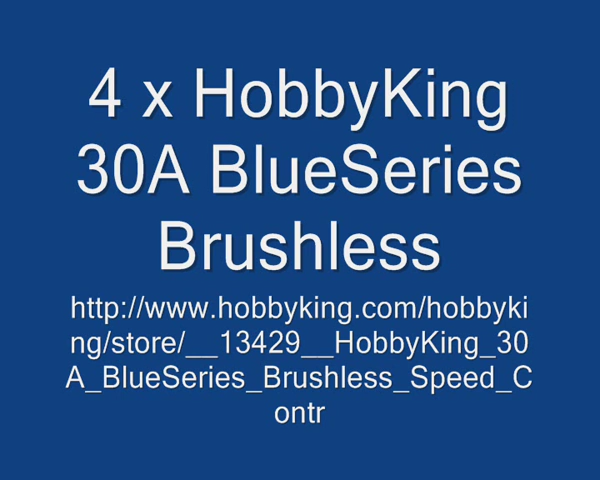 4 x HobbyKing
30A BlueSeries
Brushless
http://www.hobbyking.com/hobbyki
ng/store/__13429__HobbyKing_30
A_BlueSeries_Brushless_Speed_C
ontr